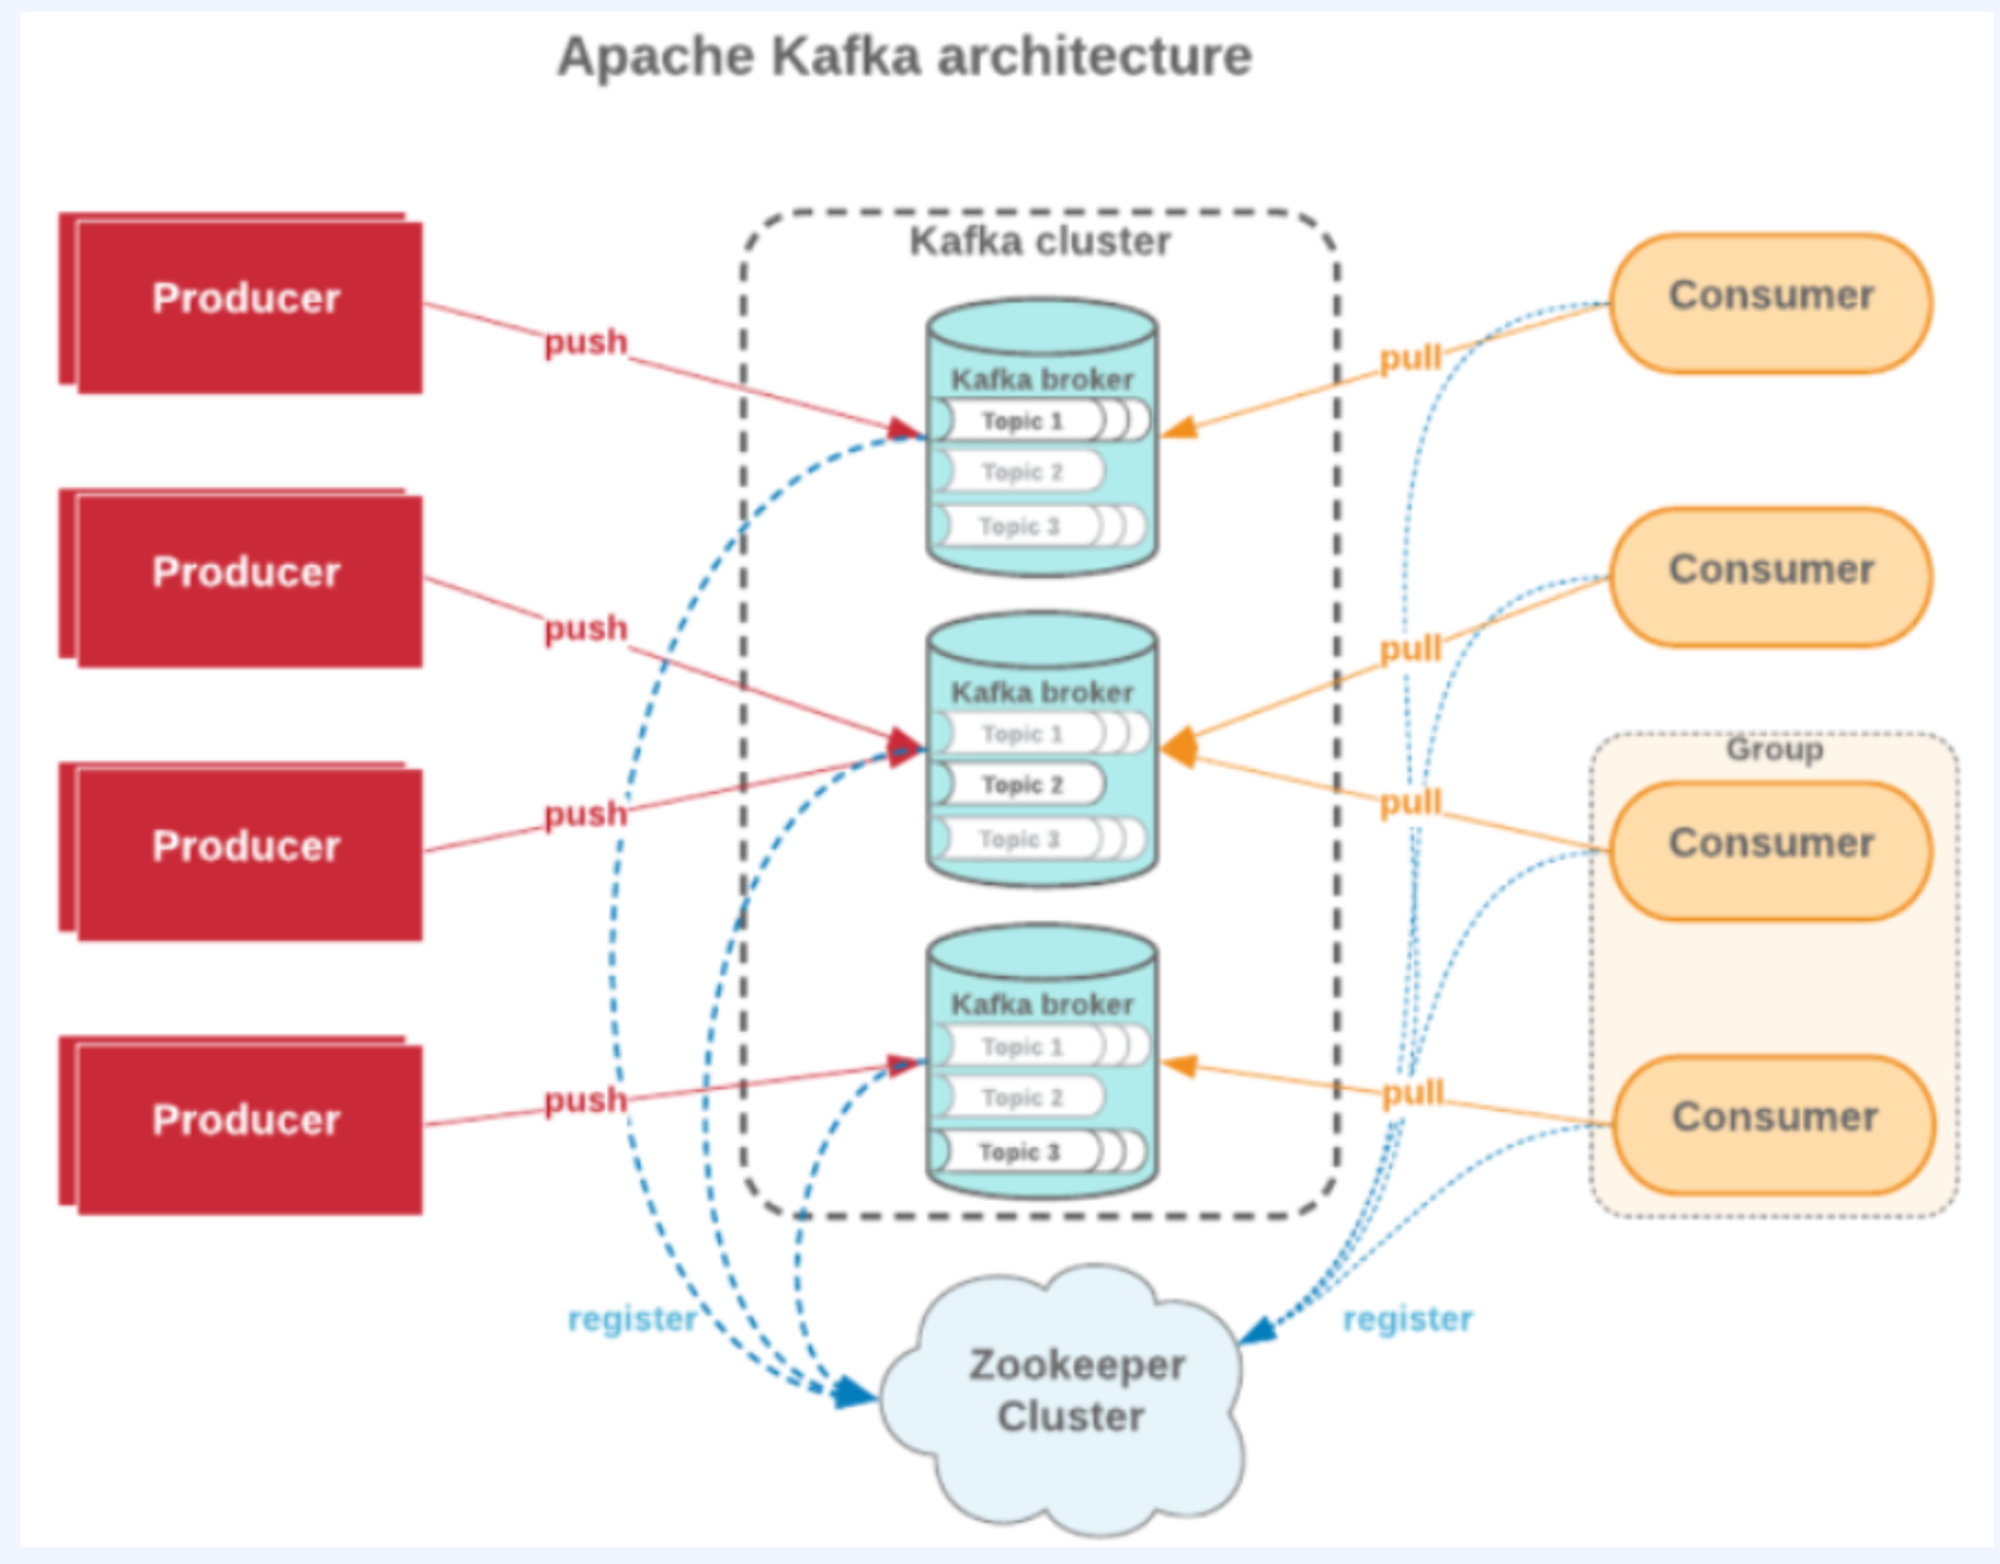 Apache Kafka architecture
Kafka cluster
Producer
push
Kafka broker
Topic 1
Topic 2
Topic 3
pull
Consumer
Producer
push
Kafka broker
Topic 1
Topic 2
Topic 3
pull
Consumer
Group
Producer
push
pull
Consumer
Producer
push
Kafka broker
Topic 1
Topic 2
Topic 3
pull
Consumer
register
Zookeeper
Cluster
register